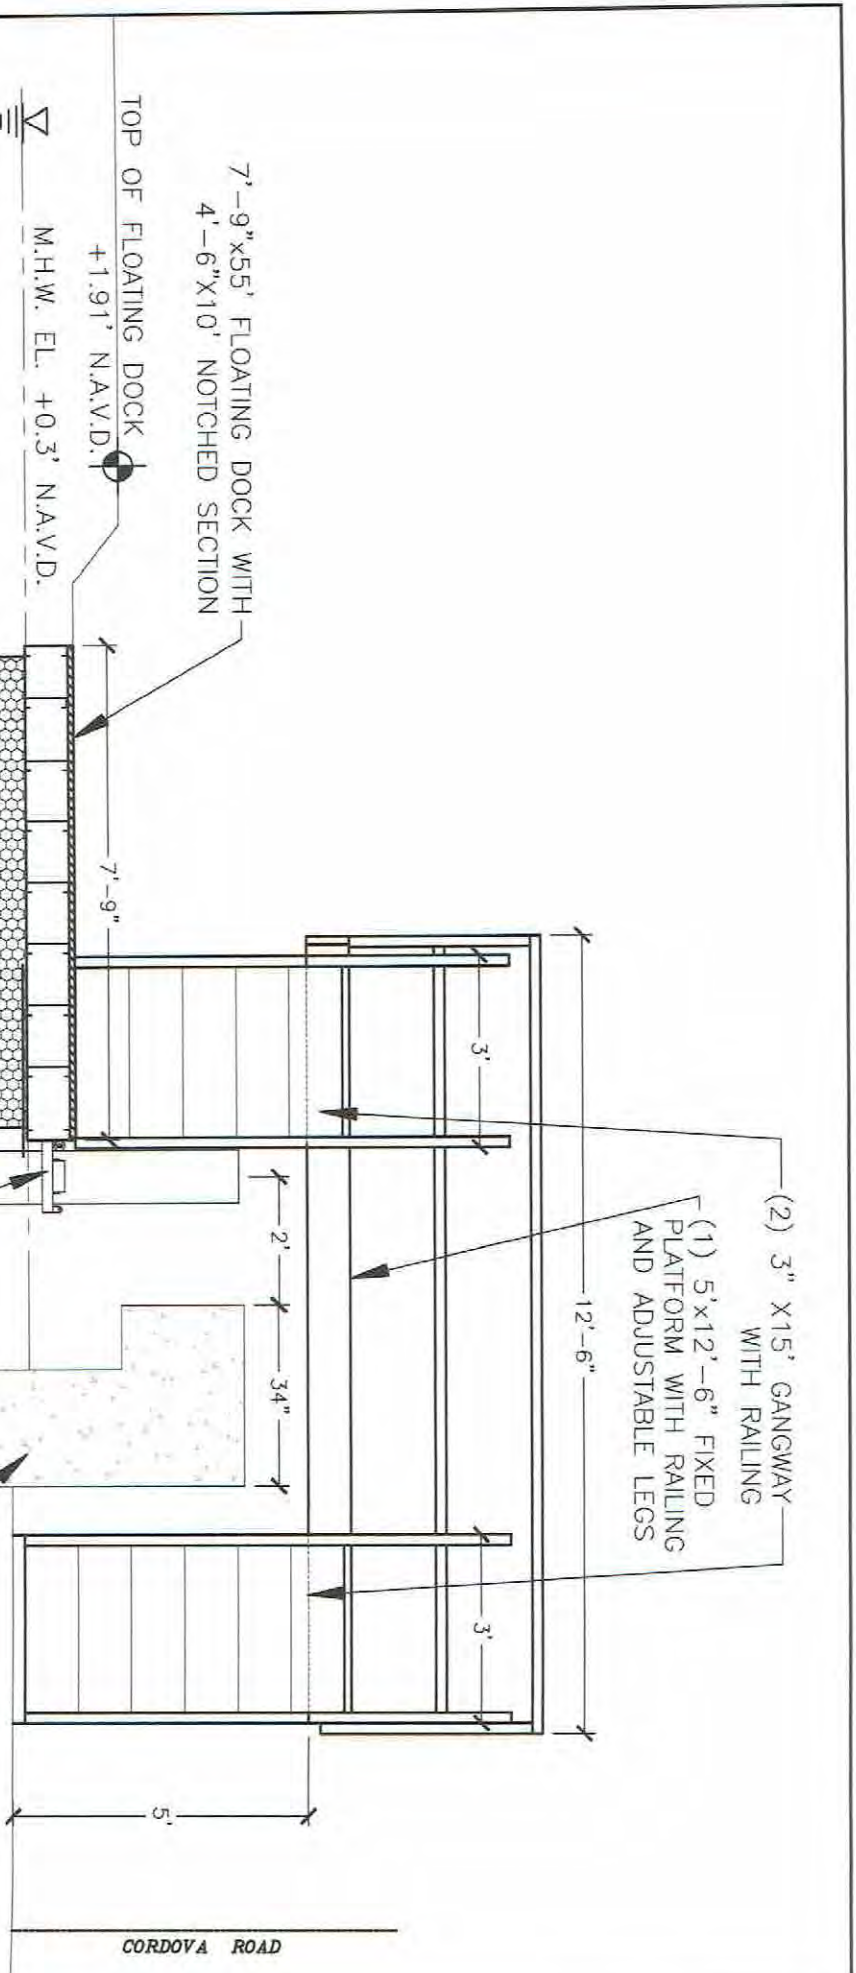 (2) 3" X15' GANGWAY
WITH RAILING
(1) 5'x12'-6" FIXED
PLATFORM WITH RAILING
AND ADJUSTABLE LEGS
12'-6"
3'
3'
7'-9"x55' FLOATING DOCK WITH
4'-6"X10' NOTCHED SECTION
TOP OF FLOATING DOCK
+1.91' N.A.V.D.
M.H.W. EL. +0.3' N.A.V.D.
7'-9"
2'
34"
5'
CORDOVA ROAD